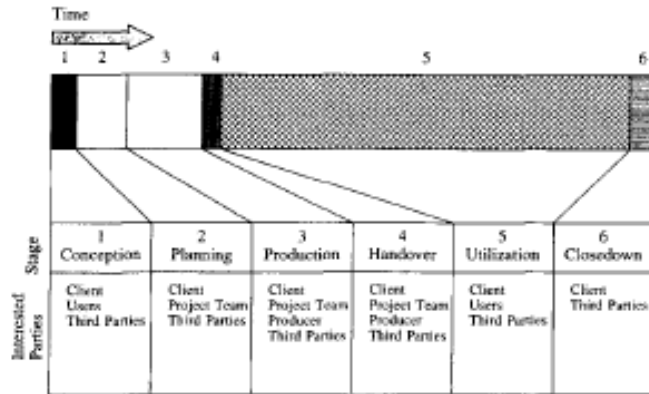 Time
1 2 3 4 5 6
Stage
1 2 3 4 5 6
Conception Planning Production Handover Utilization Closedown
Interested
Parties
Client Client Client Client Client Client
Users Project Team Project Team Project Team Users Third Parties
Third Parties Third Parties Producer Producer Third Parties
Third Parties Third Parties